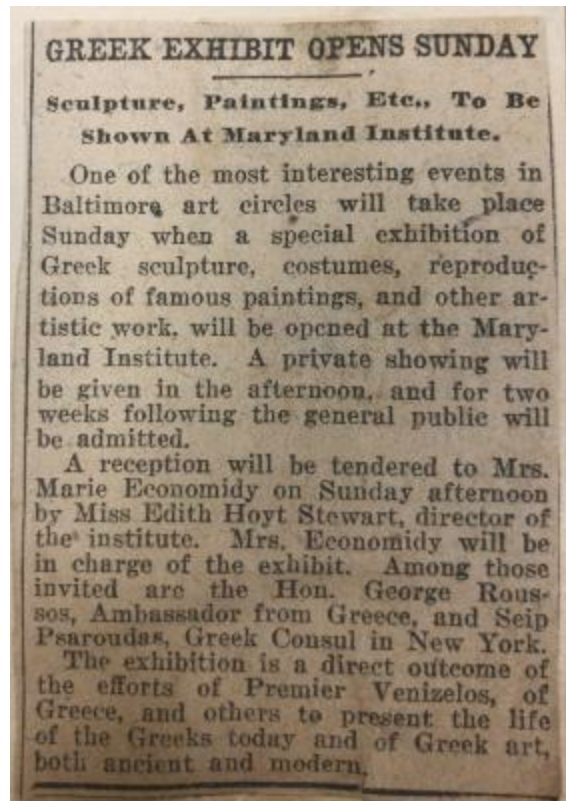 GREEK EXHIBIT OPENS SUNDAY
Sculpture, Paintings, Etc., To Be
Shown At Maryland Institute.
One of the most interesting events in
Baltimore art circles will take place
Sunday when a special exhibition of
Greek sculpture, costumes, reproduc-
tions of famous paintings, and other ar-
tistic work, will be opened at the Mary-
land Institute. A private showing will
be given in the afternoon, and for two
weeks following the general public will
be admitted.
A reception will be tendered to Mrs.
Marie Economidy on Sunday afternoon
by Miss Edith Hoyt Stewart, director of
the institute. Mrs. Economidy will be
in charge of the exhibit. Among those
invited are the Hon. George Rous-
sos, Ambassador from Greece, and Seip
Psaroudas, Greek Consul in New York.
The exhibition is a direct outcome of
the efforts of Premier Venizelos, of
Greece, and others to present the life
of the Greeks today and of Greek art,
both ancient and modern.